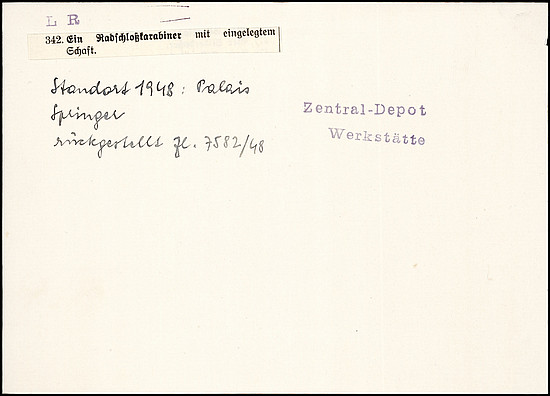 L R
342. Ein Radschloßkarabiner mit eingelegtem
Schaft.
Standort 1948: Palais
Springer
rückgestellt Zl. 7582/48
Zentral-Depot
Werkstätte